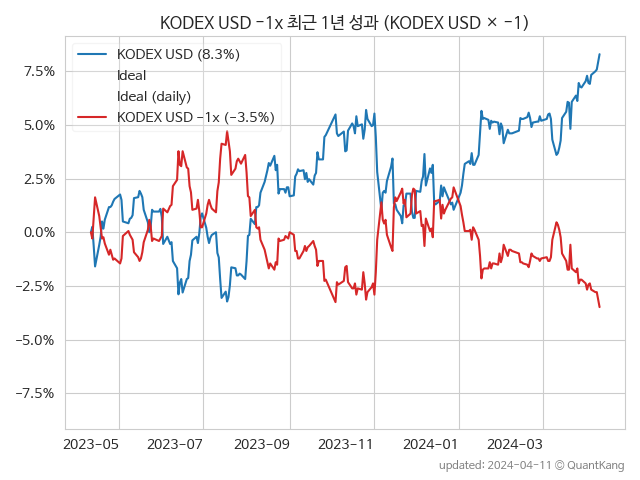 KODEX USD −1x 최근 1년 성과 (KODEX USD × −1)
KODEX USD (8.3%)
Ideal
Ideal (daily)
KODEX USD −1x (−3.5%)
7.5%
5.0%
2.5%
0.0%
−2.5%
−5.0%
−7.5%
2023−05
2023−07
2023−09
2023−11
2024−01
2024−03
updated: 2024−04−11 © QuantKang